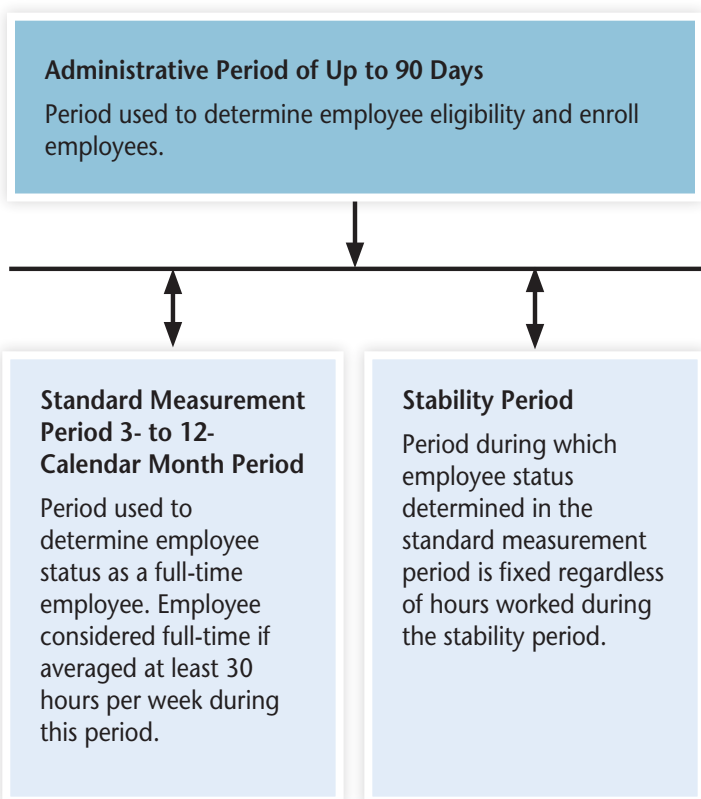 Administrative Period of Up to 90 Days
Period used to determine employee eligibility and enroll
employees.
Standard Measurement
Period 3- to 12-
Calendar Month Period
Period used to
determine employee
status as a full-time
employee. Employee
considered full-time if
averaged at least 30
hours per week during
this period.
Stability Period
Period during which
employee status
determined in the
standard measurement
period is fixed regardless
of hours worked during
the stability period.